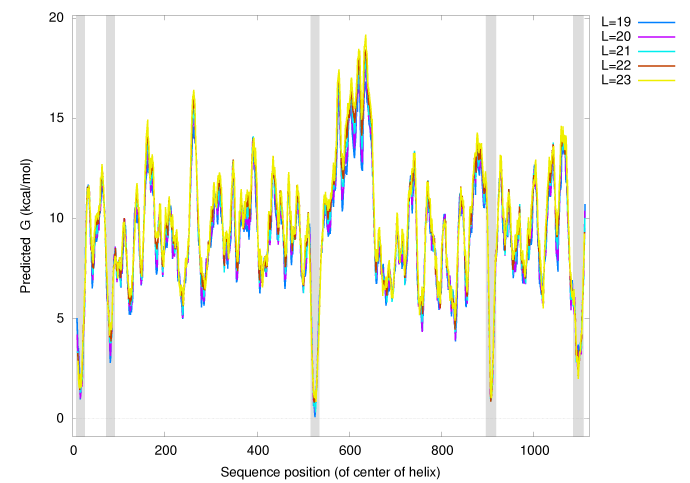 20
15
10
5
0
Predicted G (kcal/mol)
0 200 400 600 800 1000
Sequence position (of center of helix)
L=19
L=20
L=21
L=22
L=23